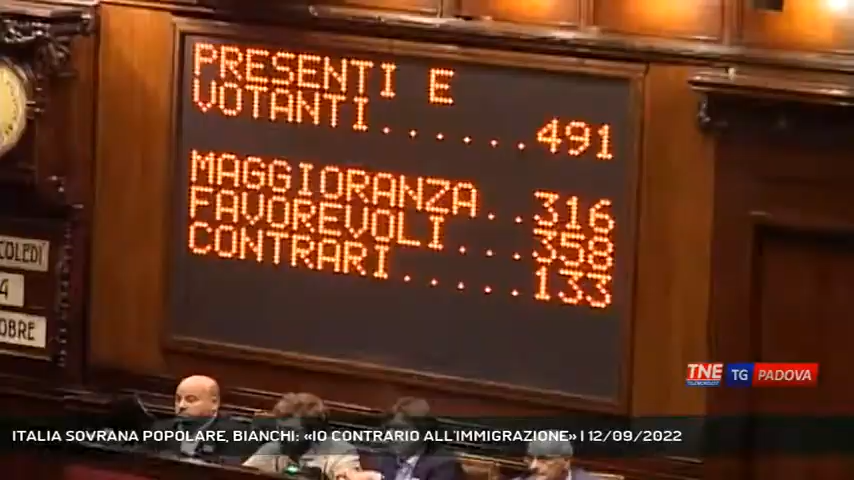 PRESENTI E
VOTANTI......491
MAGGIORANZA..316
FAVOREVOLI...358
CONTRARI.....133
COLEDÌ
4
OBRE
TNE TG PADOVA
ITALIA SOVRANA POPOLARE, BIANCHI: «IO CONTRARIO ALL'IMMIGRAZIONE» | 12/09/2022